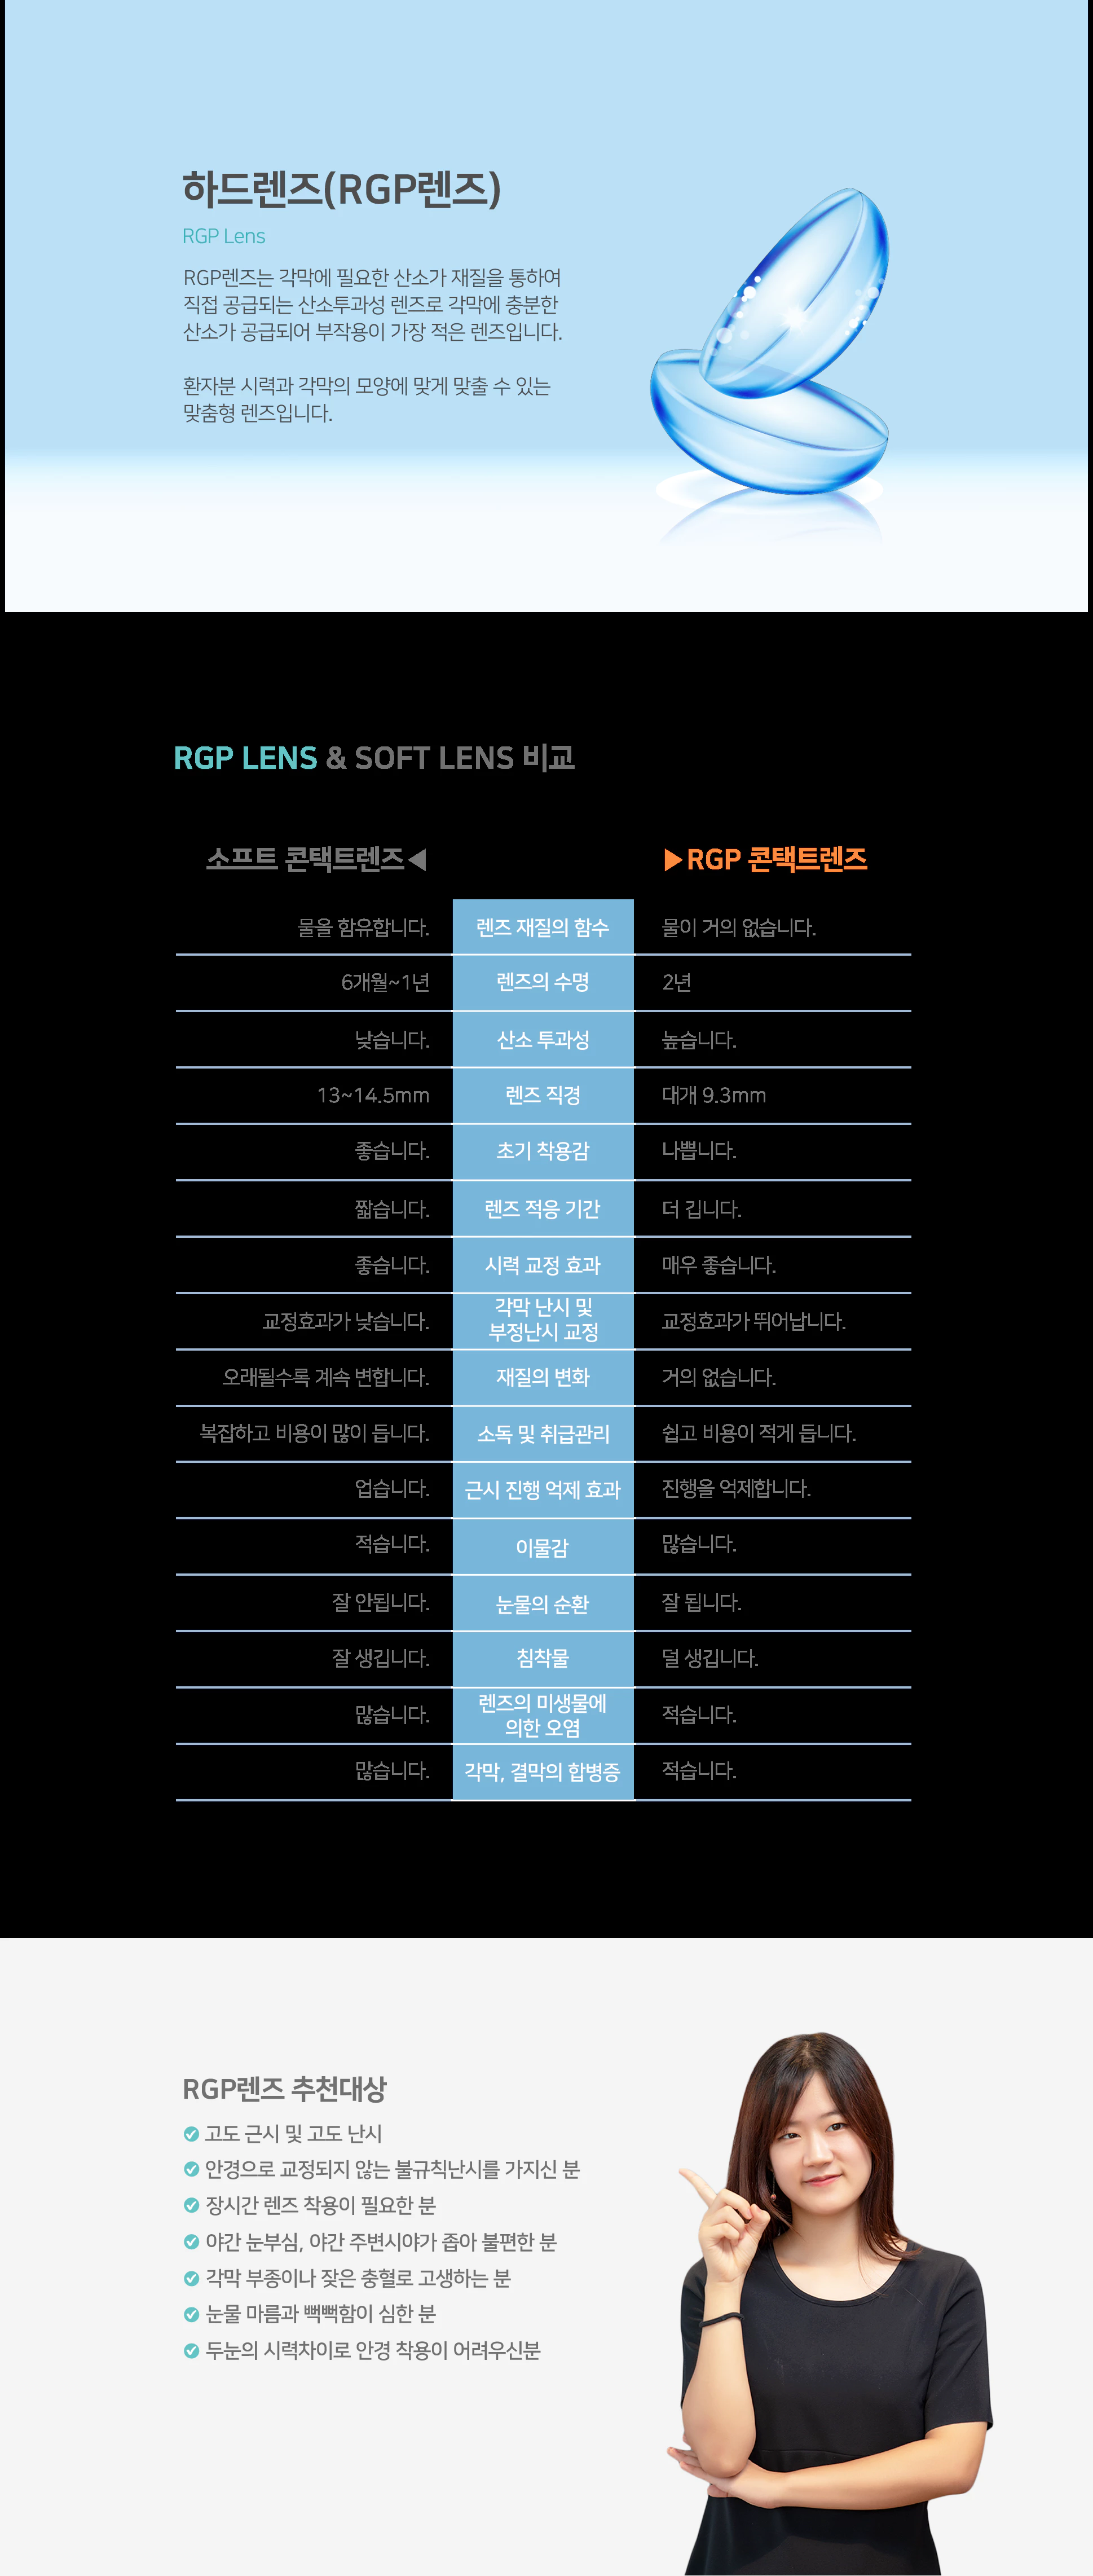 하드렌즈(RGP렌즈)
RGP Lens
RGP렌즈는 각막에 필요한 산소가 재질을 통하여
직접 공급되는 산소투과성 렌즈로 각막에 충분한
산소가 공급되어 부작용이 가장 적은 렌즈입니다.
환자분 시력과 각막의 모양에 맞게 맞출 수 있는
맞춤형 렌즈입니다.
RGP LENS & SOFT LENS 비교
소프트 콘택트렌즈◀ ▶RGP 콘택트렌즈
물을 함유합니다. 렌즈 재질의 함수 물이 거의 없습니다.
6개월~1년 렌즈의 수명 2년
낮습니다. 산소 투과성 높습니다.
13~14.5mm 렌즈 직경 대개 9.3mm
좋습니다. 초기 착용감 나쁩니다.
짧습니다. 렌즈 적응 기간 더 깁니다.
좋습니다. 시력 교정 효과 매우 좋습니다.
교정효과가 낮습니다. 각막 난시 및
부정난시 교정 교정효과가 뛰어납니다.
오래될수록 계속 변합니다. 재질의 변화 거의 없습니다.
복잡하고 비용이 많이 듭니다. 소독 및 취급관리 쉽고 비용이 적게 듭니다.
업습니다. 근시 진행 억제 효과 진행을 억제합니다.
적습니다. 이물감 많습니다.
잘 안됩니다. 눈물의 순환 잘 됩니다.
잘 생깁니다. 침착물 덜 생깁니다.
많습니다. 렌즈의 미생물에
의한 오염 적습니다.
많습니다. 각막, 결막의 합병증 적습니다.
RGP렌즈 추천대상
고도 근시 및 고도 난시
안경으로 교정되지 않는 불규칙난시를 가지신 분
장시간 렌즈 착용이 필요한 분
야간 눈부심, 야간 주변시야가 좁아 불편한 분
각막 부종이나 잦은 충혈로 고생하는 분
눈물 마름과 뻑뻑함이 심한 분
두눈의 시력차이로 안경 착용이 어려우신분